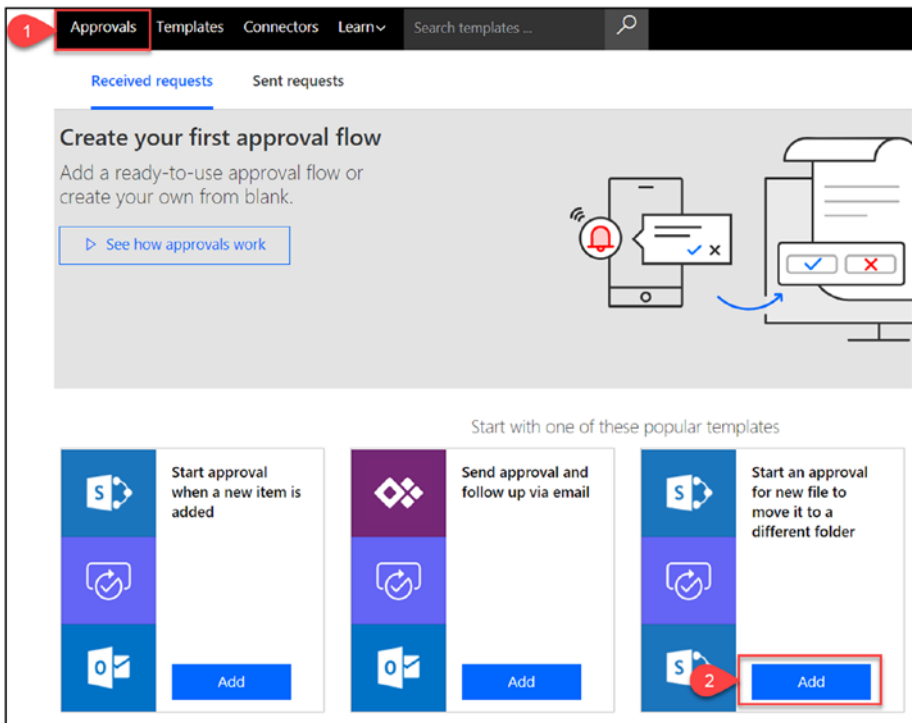 1
Approvals Templates Connectors Learn Search templates ...
Received requests Sent requests
Create your first approval flow
Add a ready-to-use approval flow or
create your own from blank.
See how approvals work
Start with one of these popular templates
Start approval
when a new item is
added
Add
Send approval and
follow up via email
Add
Start an approval
for new file to
move it to a
different folder
2
Add
S
S
S
O
O